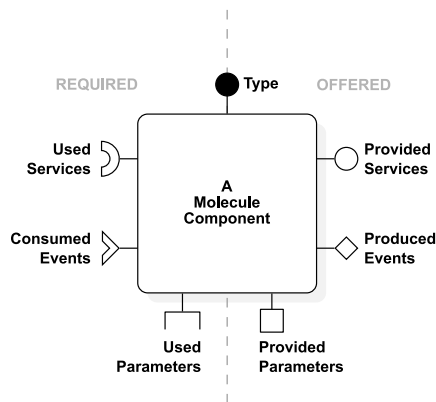 REQUIRED
Type
OFFERED
Used
Services
Provided
Services
A
Molecule
Component
Consumed
Events
Produced
Events
Used
Parameters
Provided
Parameters